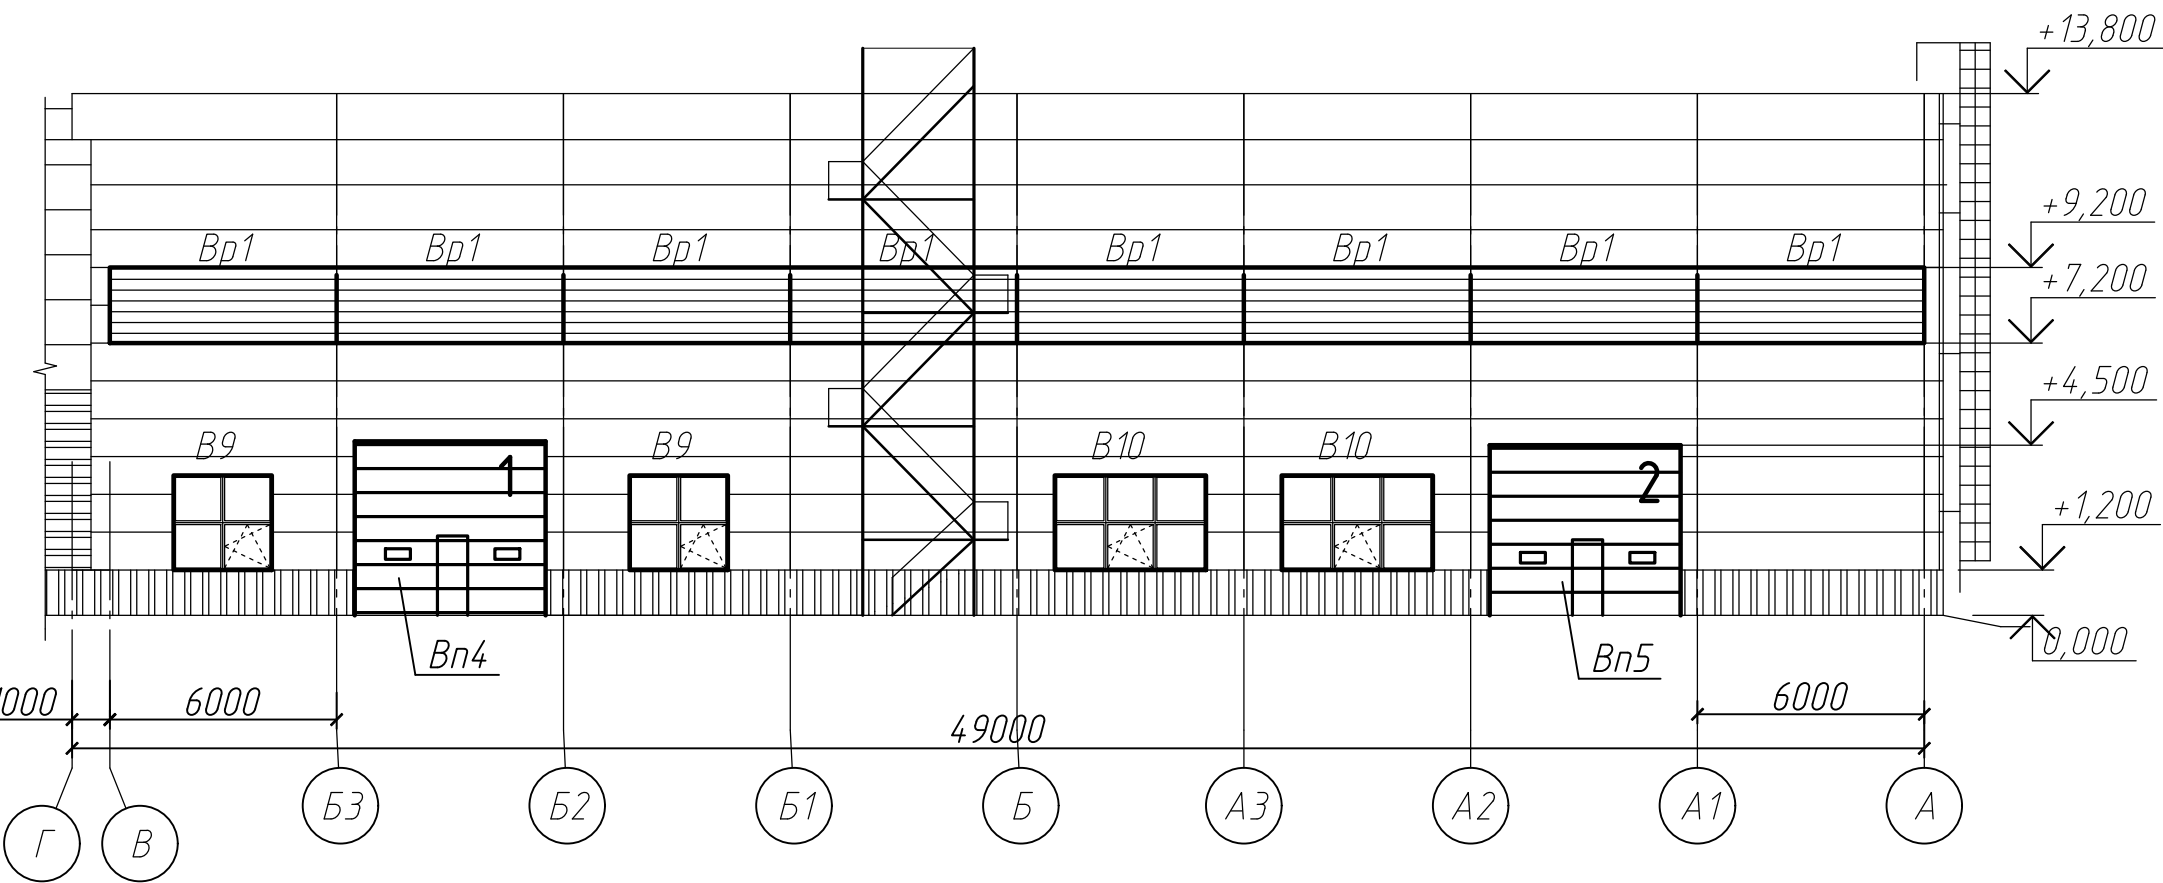 +13,800
+9,200
Вр1 Вр1 Вр1 Вр1 Вр1 Вр1 Вр1 Вр1
+7,200
+4,500
В9 В9 В10 В10
1
2
+1,200
0,000
Вп4
Вп5
6000
6000
49000
Б3 Б2 Б1 Б А3 А2 А1 А
Г В